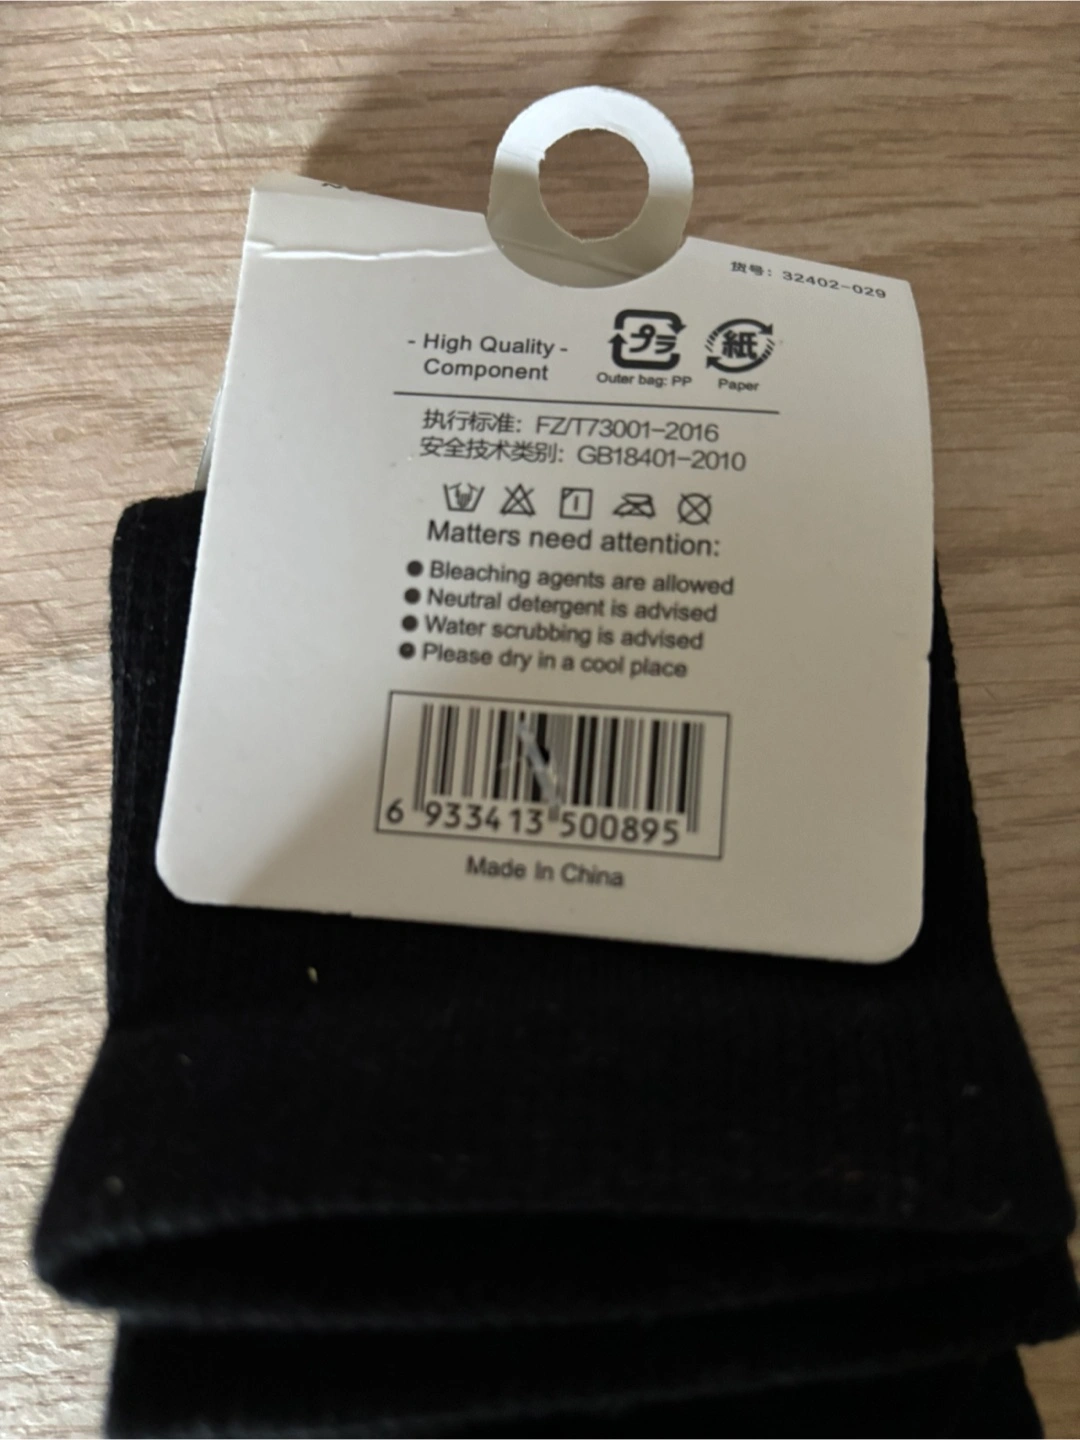 货号：32402-029
- High Quality -
Component
プラ
紙
Outer bag: PP
Paper
执行标准：FZ/T73001-2016
安全技术类别：GB18401-2010
Matters need attention:
● Bleaching agents are allowed
● Neutral detergent is advised
● Water scrubbing is advised
● Please dry in a cool place
6 933413 500895
Made In China